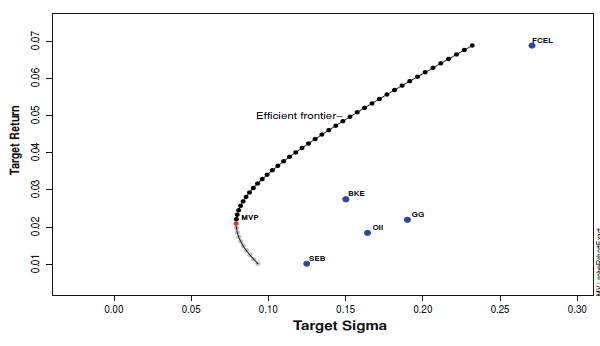 0.07
0.06
0.05
0.04
0.03
0.02
0.01
Target Return
FCEL
Efficient frontier
BKE
MVP
GG
OII
SEB
0.00
0.05
0.10
0.15
0.20
0.25
0.30
Target Sigma